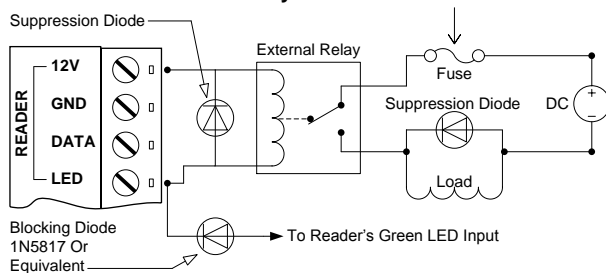 Suppression Diode
External Relay
Fuse
READER
12V
GND
DATA
LED
Suppression Diode
DC
+
−
Load
Blocking Diode
1N5817 Or
Equivalent
To Reader's Green LED Input